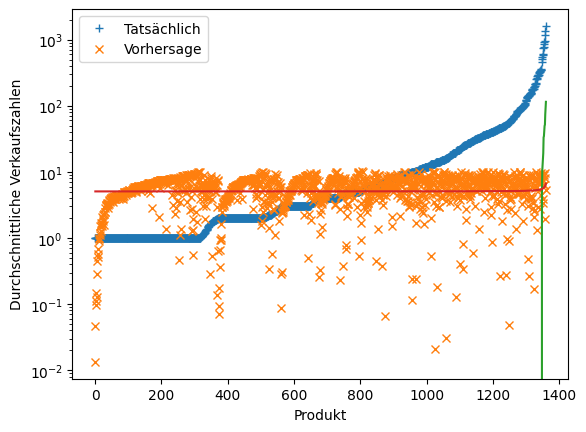 Tatsächlich
Vorhersage
Durchschnittliche Verkaufszahlen
10³
10²
10¹
10⁰
10⁻¹
10⁻²
0 200 400 600 800 1000 1200 1400
Produkt